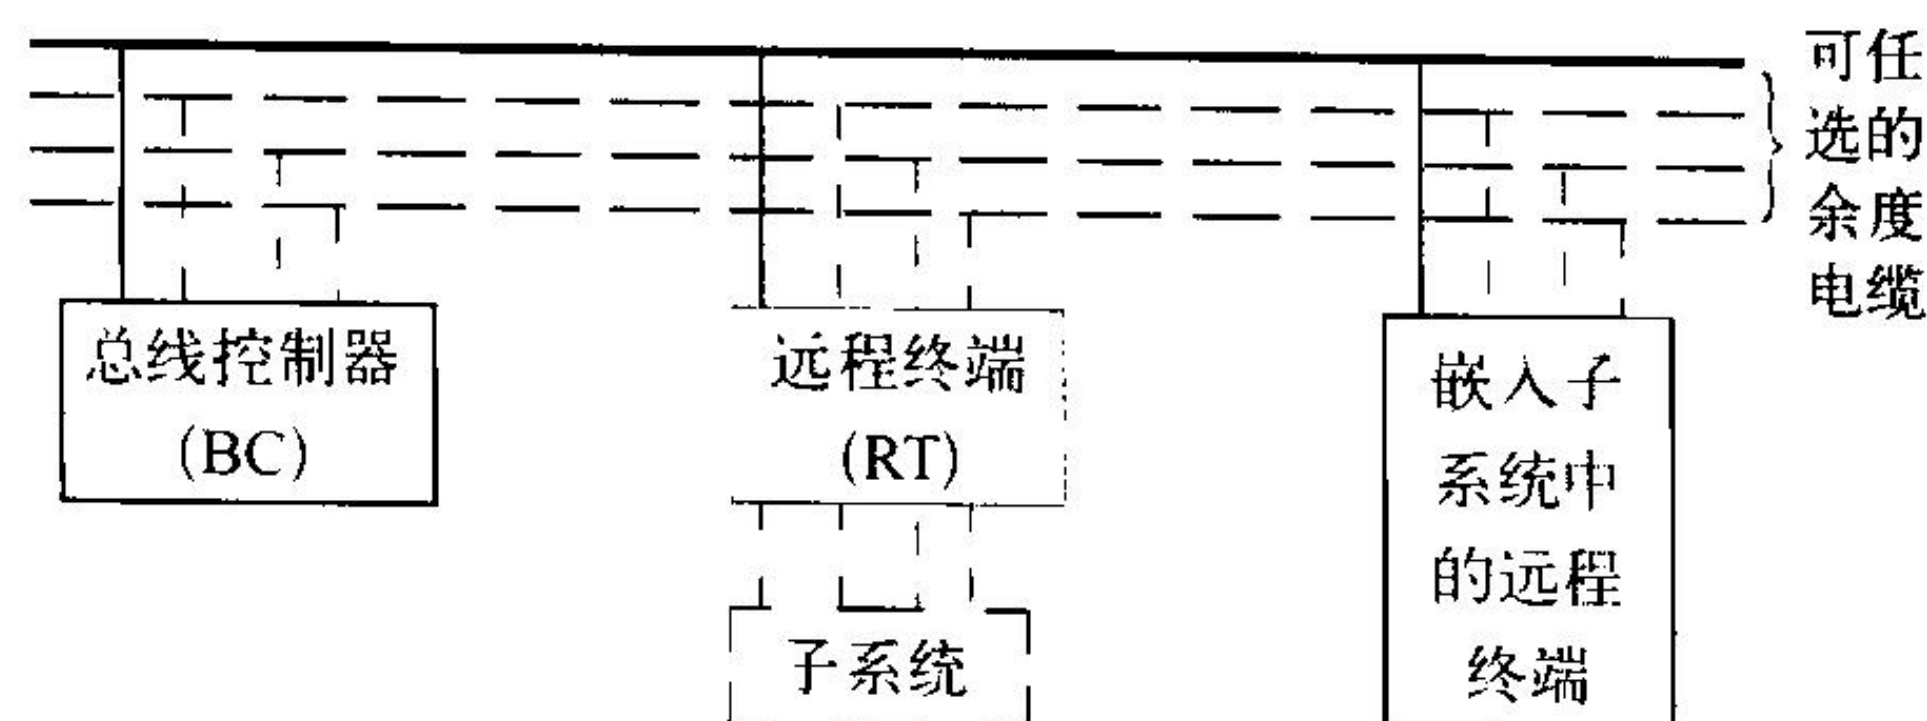 可任
选的
余度
电缆
总线控制器
(BC)
远程终端
(RT)
子系统
嵌入子
系统中
的远程
终端